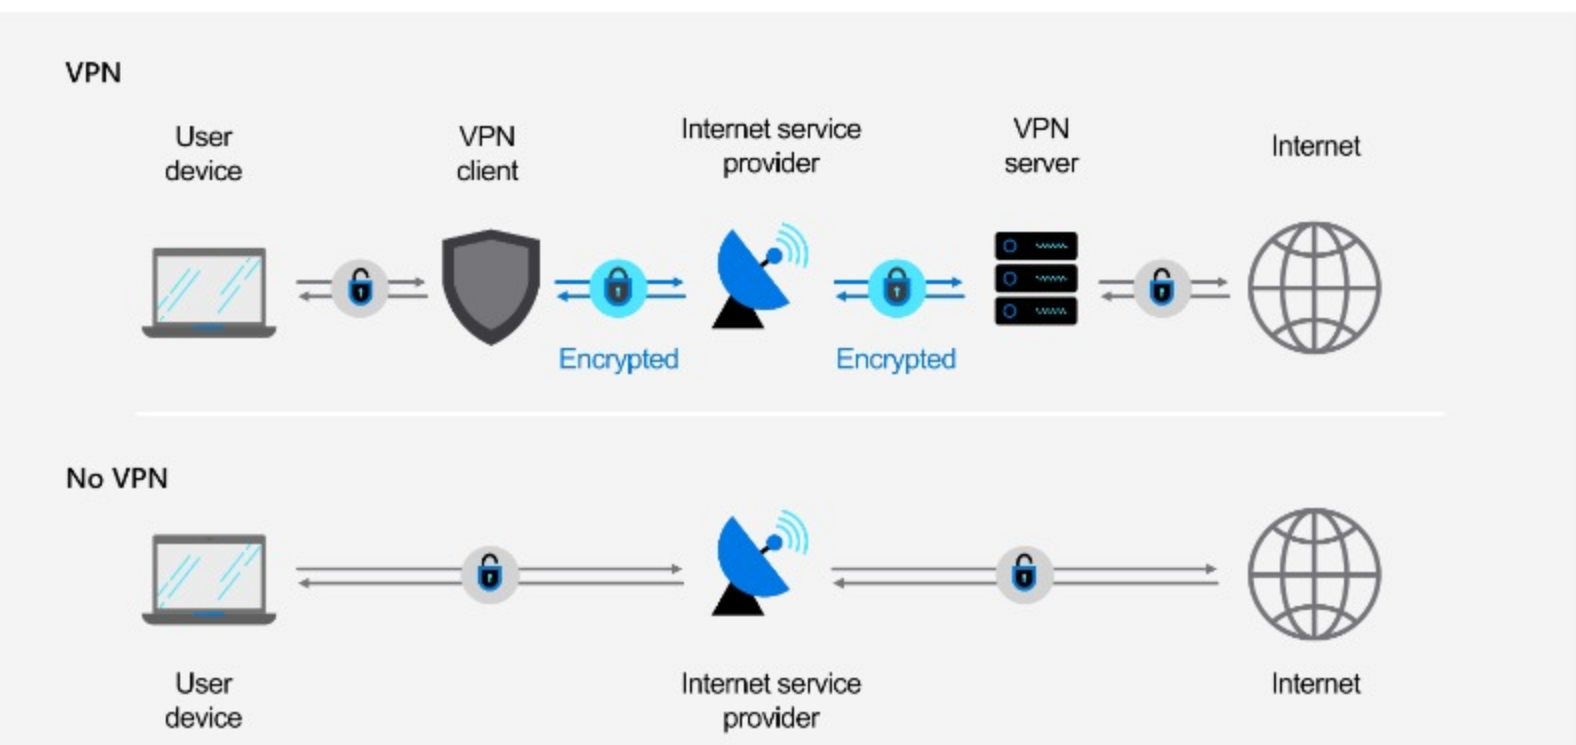 VPN
User
device
VPN
client
Internet service
provider
VPN
server
Internet
Encrypted
Encrypted
No VPN
User
device
Internet service
provider
Internet